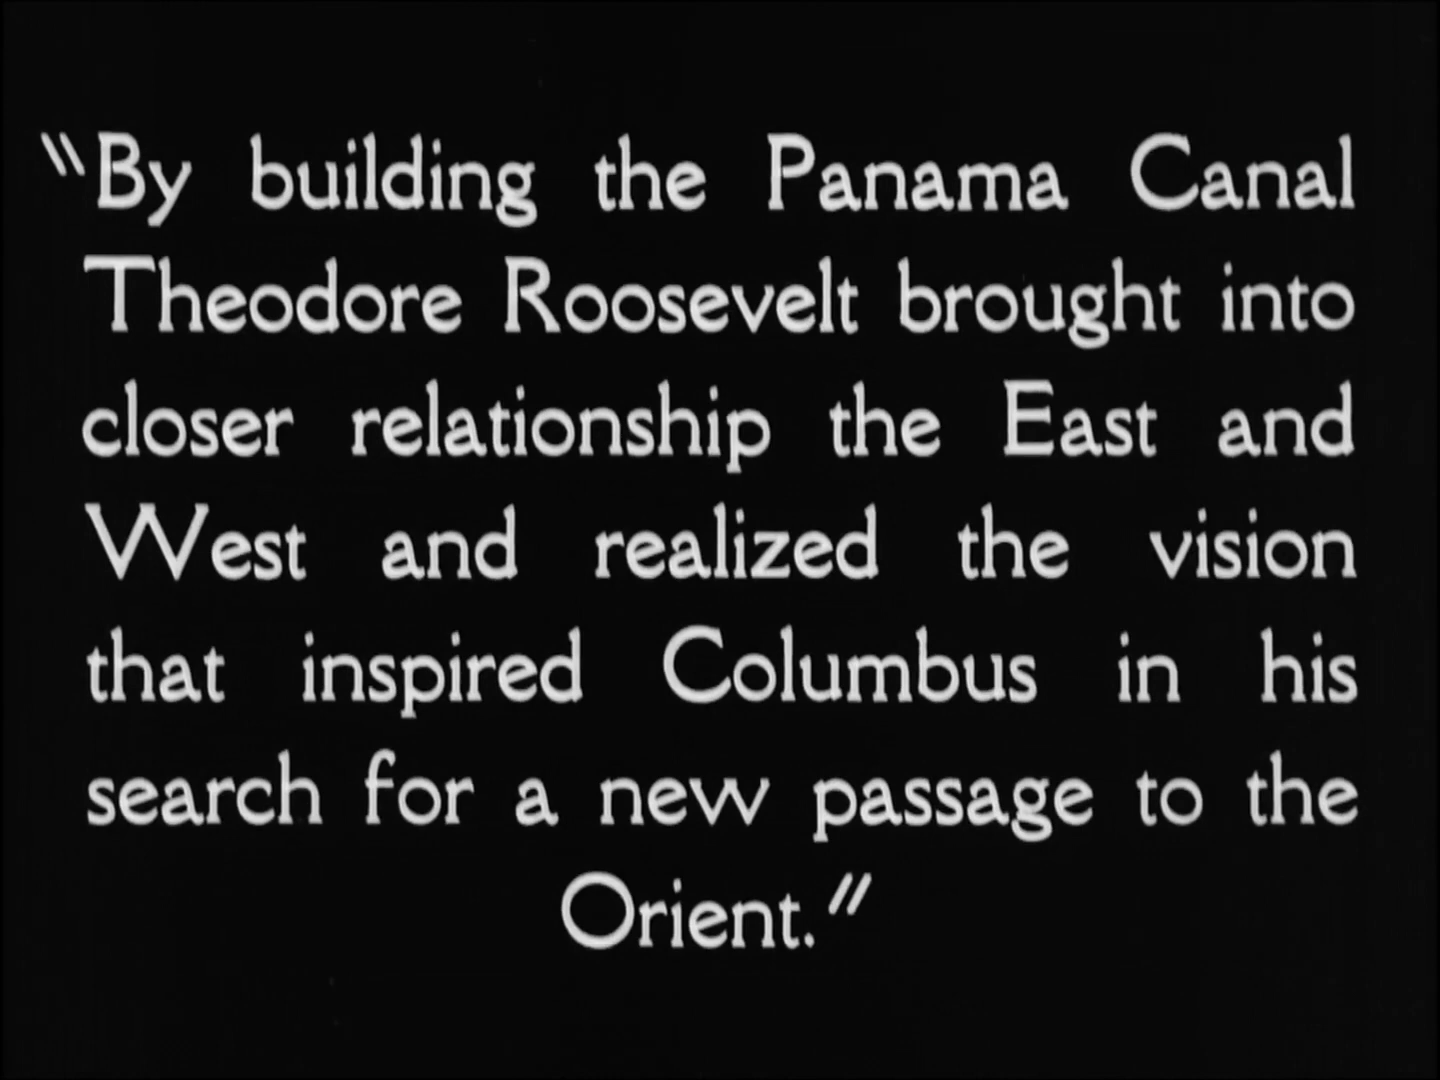 "By building the Panama Canal
Theodore Roosevelt brought into
closer relationship the East and
West and realized the vision
that inspired Columbus in his
search for a new passage to the
Orient."